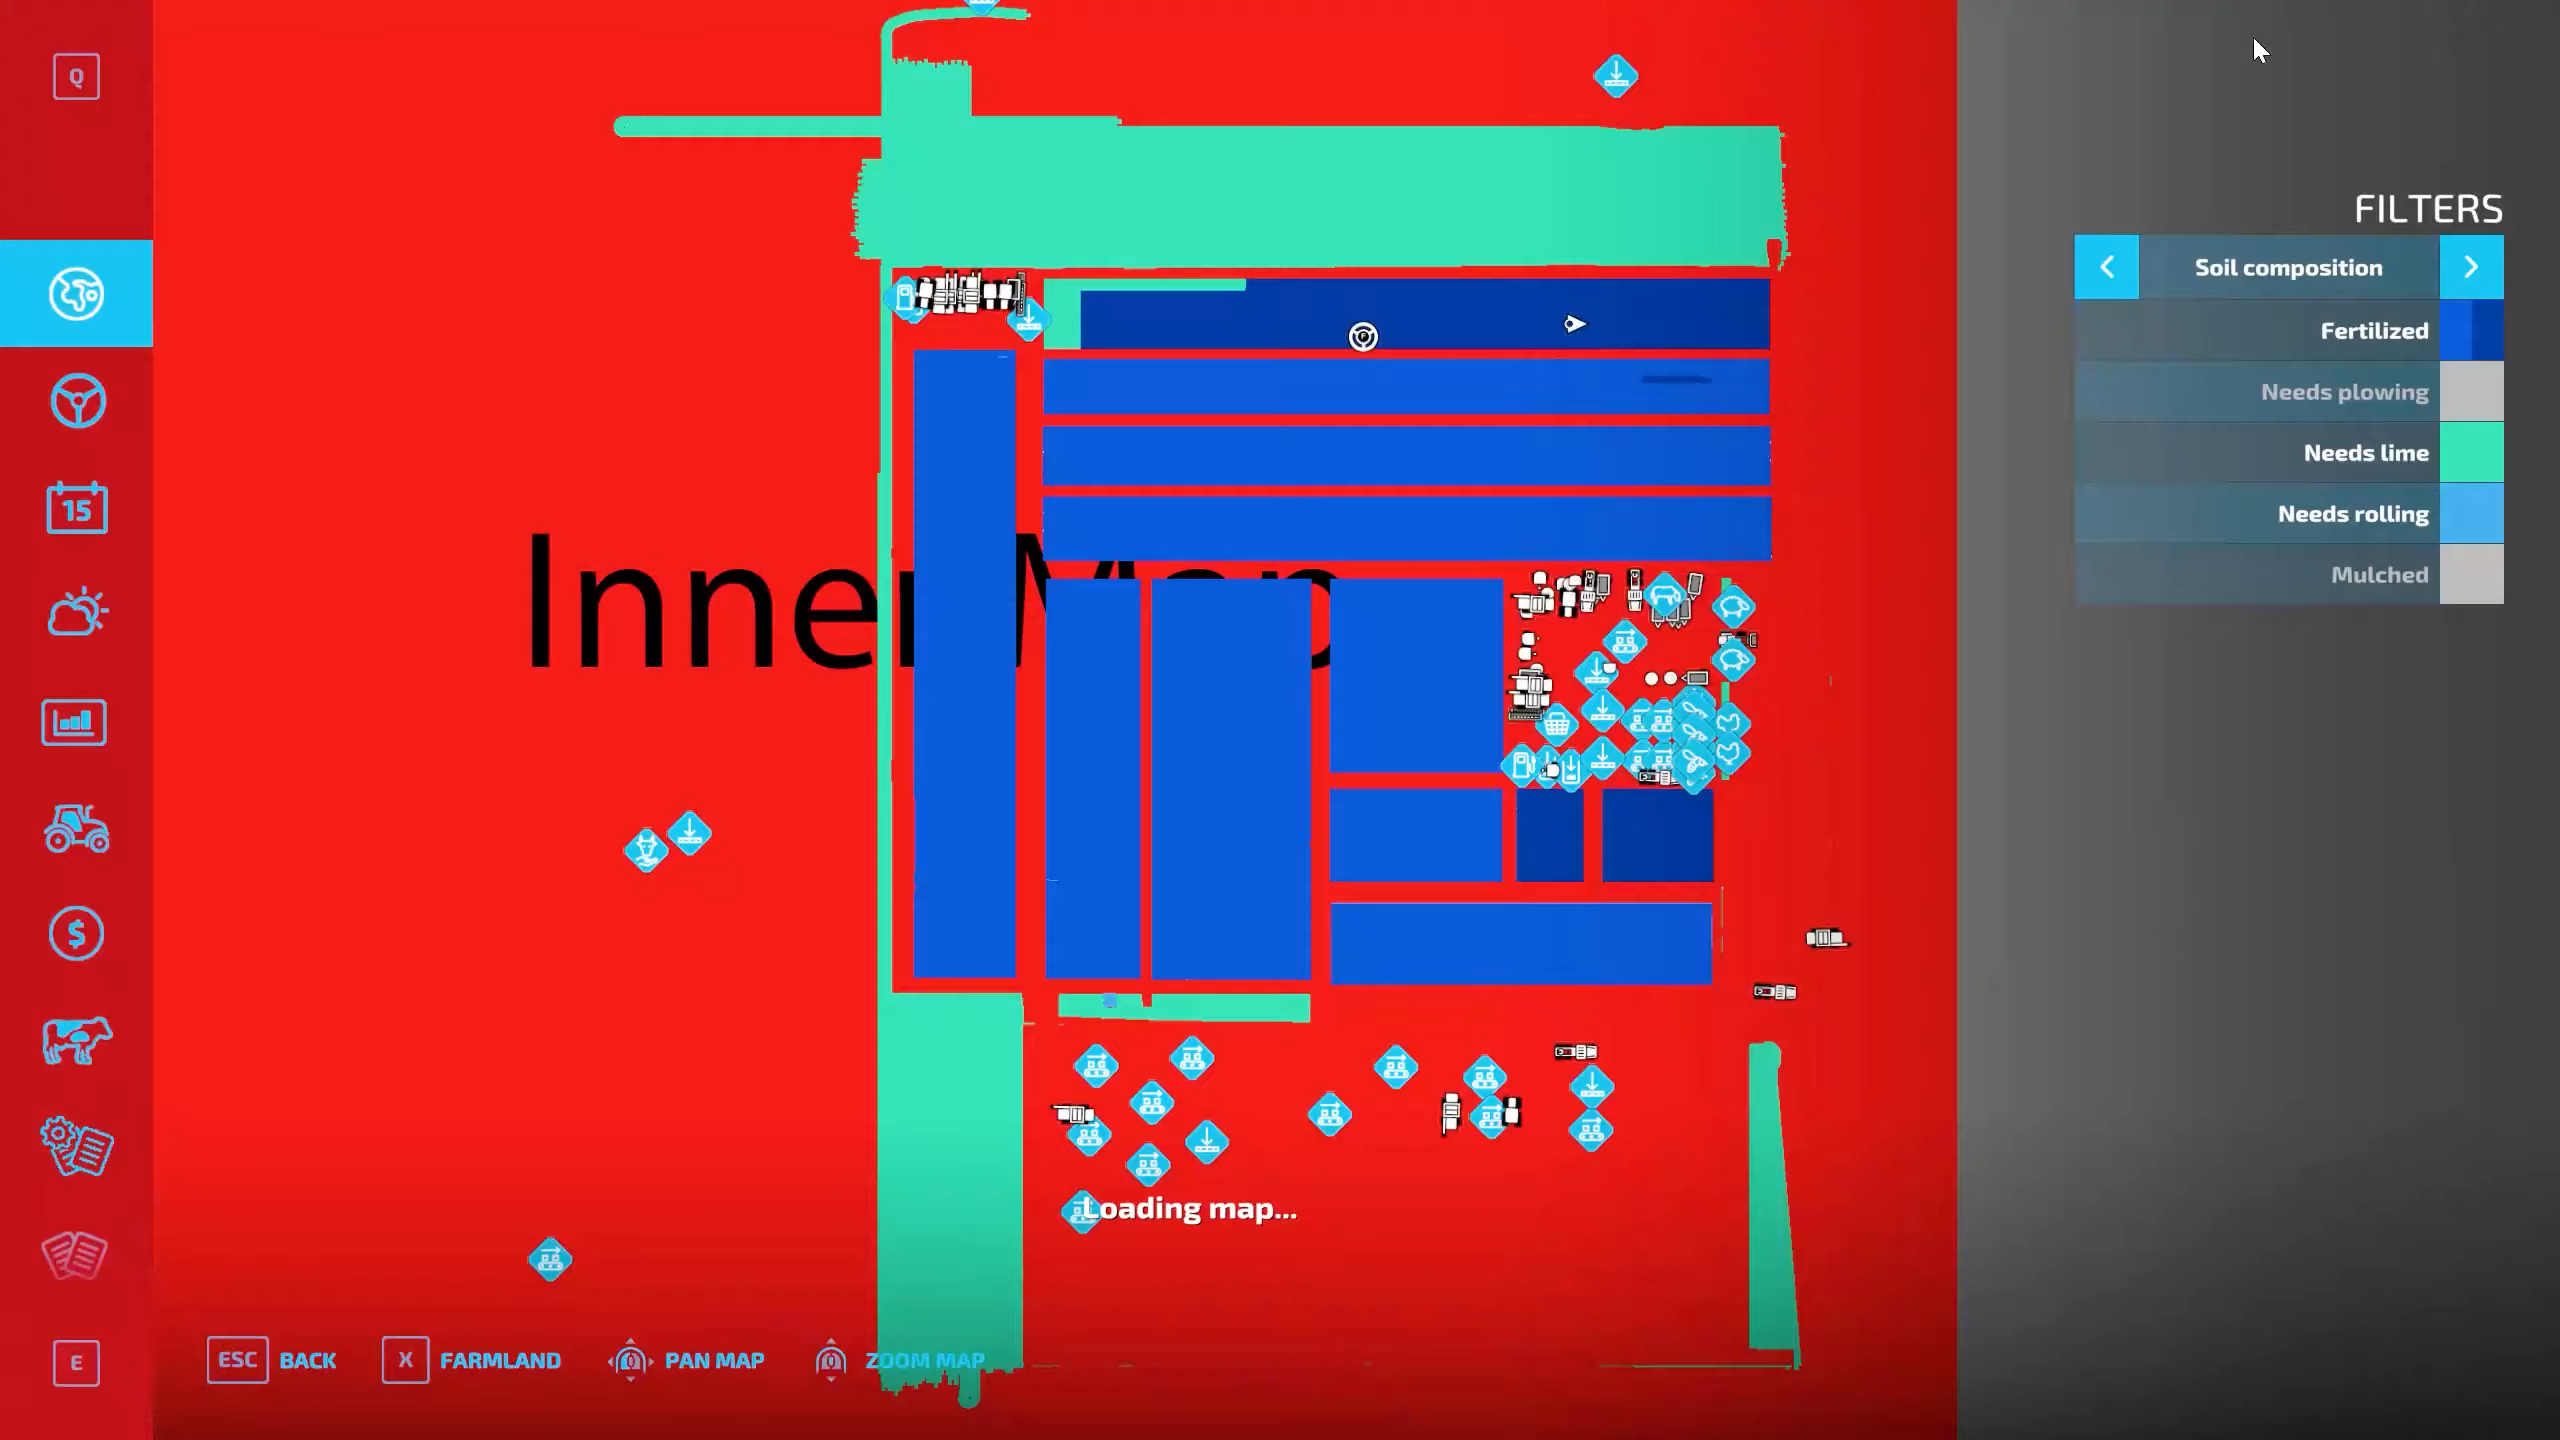 Q
FILTERS
Soil composition
Fertilized
Needs plowing
Needs lime
Needs rolling
Mulched
15
Inner Map
$
Loading map...
E
ESC BACK
X FARMLAND
PAN MAP
ZOOM MAP